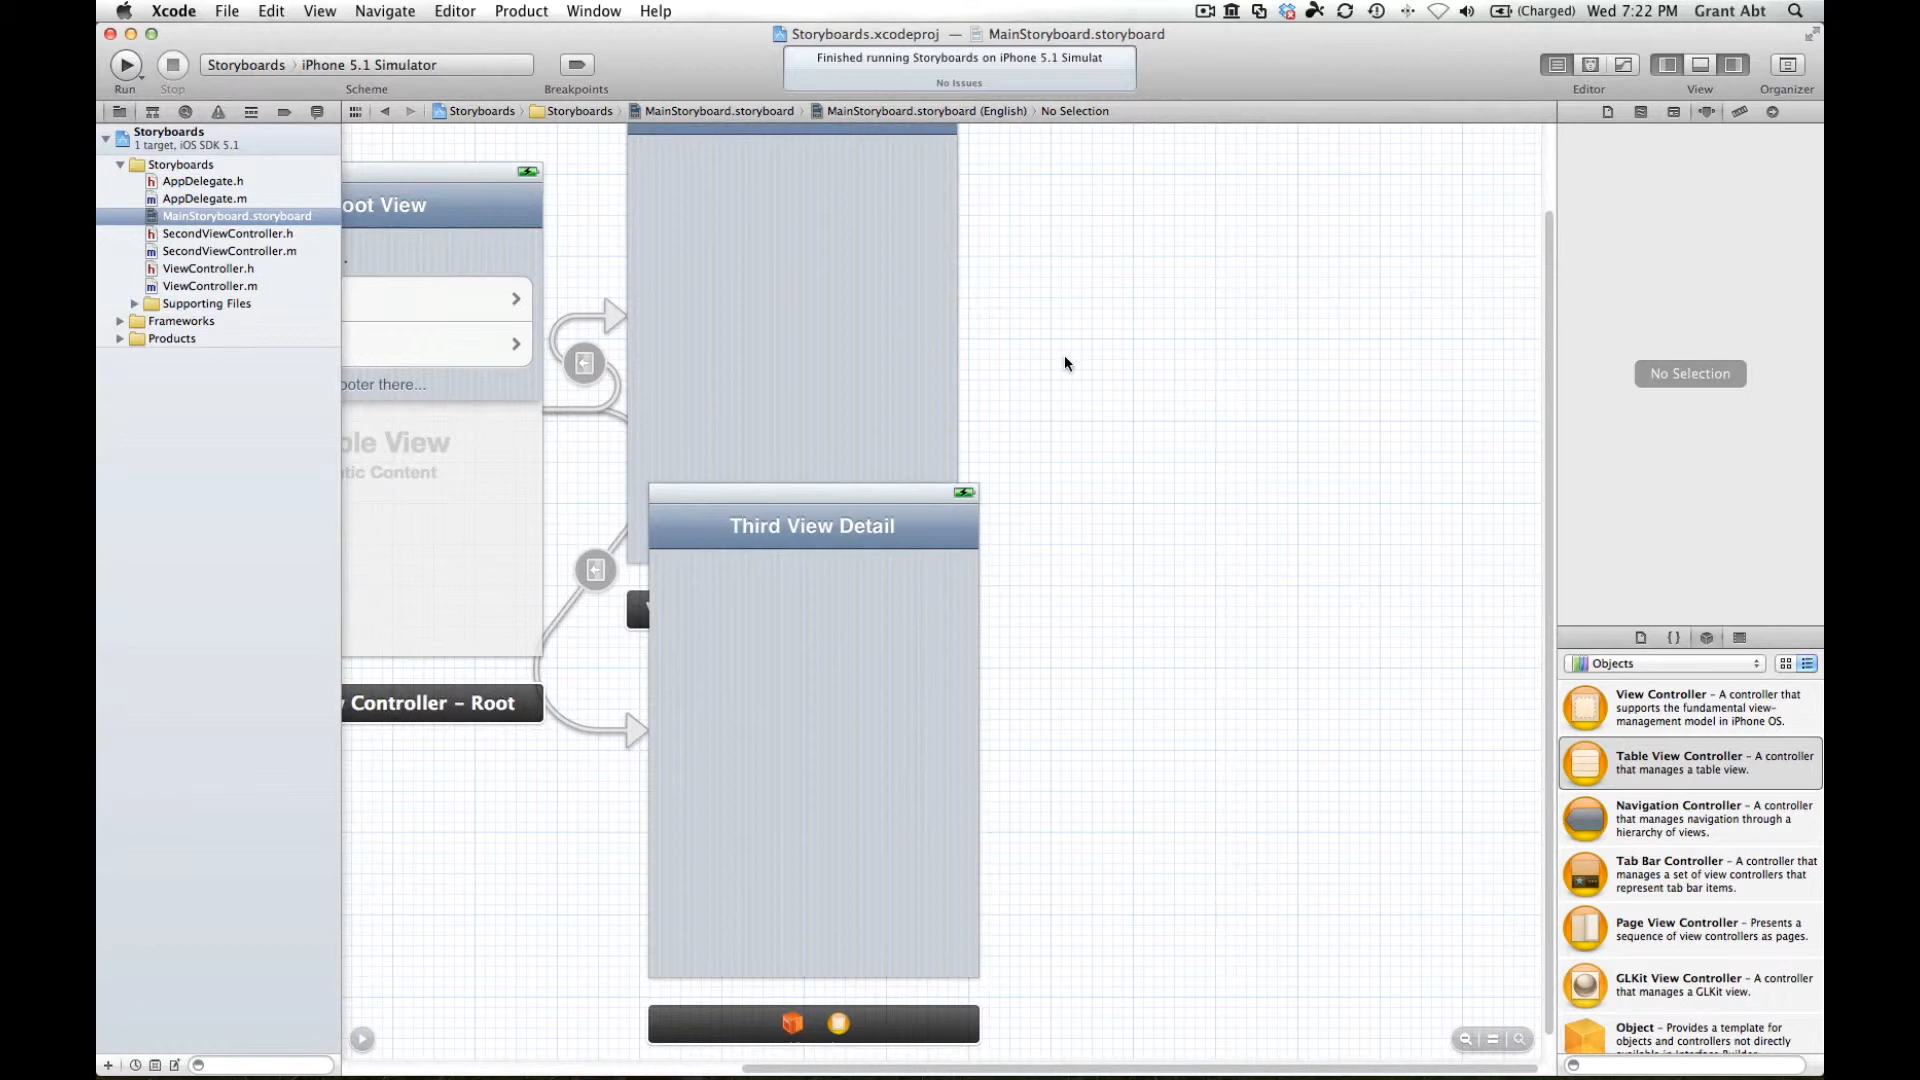 Xcode File Edit View Navigate Editor Product Window Help
(Charged) Wed 7:22 PM Grant Abt
Storyboards.xcodeproj — MainStoryboard.storyboard
Storyboards › iPhone 5.1 Simulator
Finished running Storyboards on iPhone 5.1 Simulat
No Issues
Run Stop Scheme Breakpoints Editor View Organizer
Storyboards › Storyboards › MainStoryboard.storyboard › MainStoryboard.storyboard (English) › No Selection
Storyboards
1 target, iOS SDK 5.1
Storyboards
AppDelegate.h
AppDelegate.m
MainStoryboard.storyboard
SecondViewController.h
SecondViewController.m
ViewController.h
ViewController.m
Supporting Files
Frameworks
Products
oot View
ooter there...
ble View
tic Content
Controller – Root
Third View Detail
No Selection
Objects
View Controller – A controller that
supports the fundamental view-
management model in iPhone OS.
Table View Controller – A controller
that manages a table view.
Navigation Controller – A controller
that manages navigation through a
hierarchy of views.
Tab Bar Controller – A controller that
manages a set of view controllers that
represent tab bar items.
Page View Controller – Presents a
sequence of view controllers as pages.
GLKit View Controller – A controller
that manages a GLKit view.
Object – Provides a template for
objects and controllers not directly